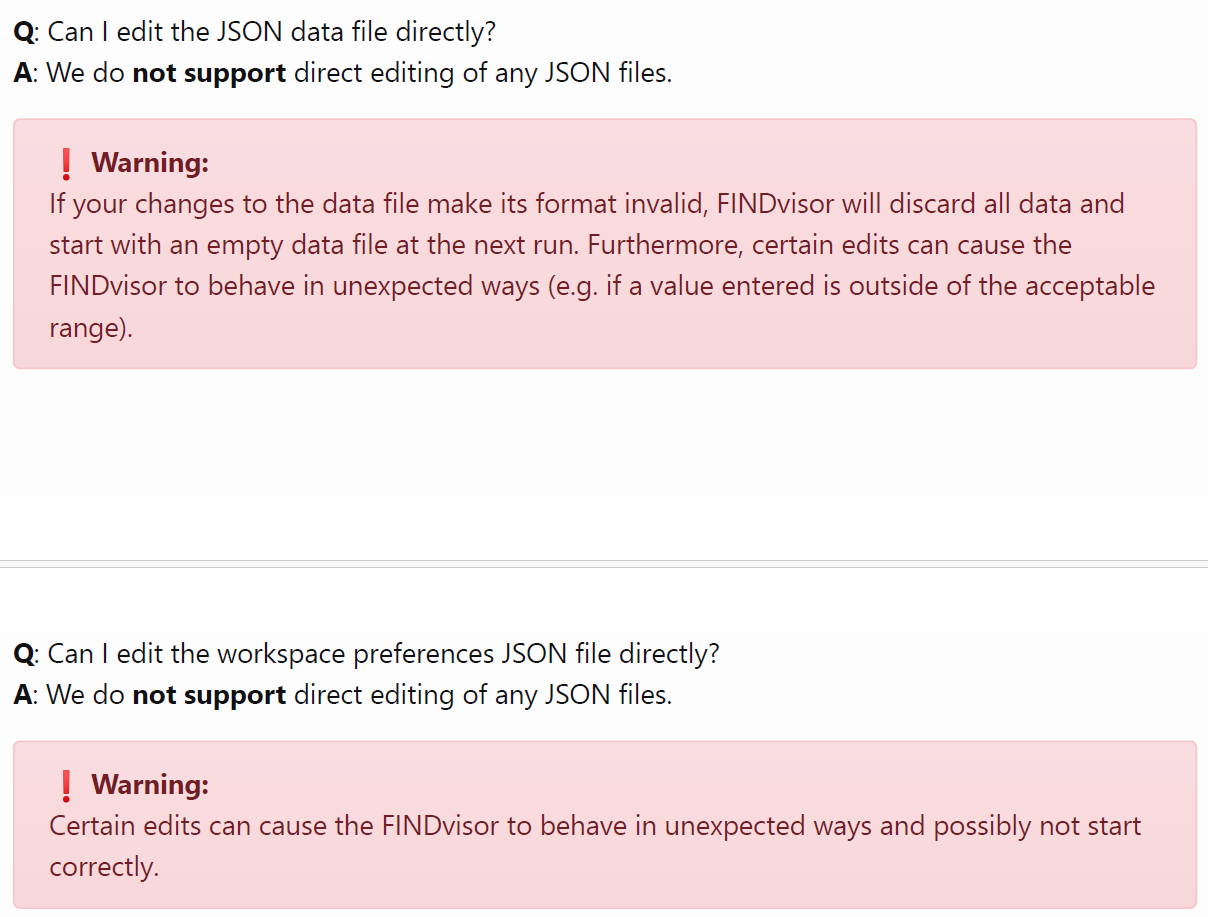 Q: Can I edit the JSON data file directly?
A: We do not support direct editing of any JSON files.
❗ Warning:
If your changes to the data file make its format invalid, FINDvisor will discard all data and
start with an empty data file at the next run. Furthermore, certain edits can cause the
FINDvisor to behave in unexpected ways (e.g. if a value entered is outside of the acceptable
range).
Q: Can I edit the workspace preferences JSON file directly?
A: We do not support direct editing of any JSON files.
❗ Warning:
Certain edits can cause the FINDvisor to behave in unexpected ways and possibly not start
correctly.